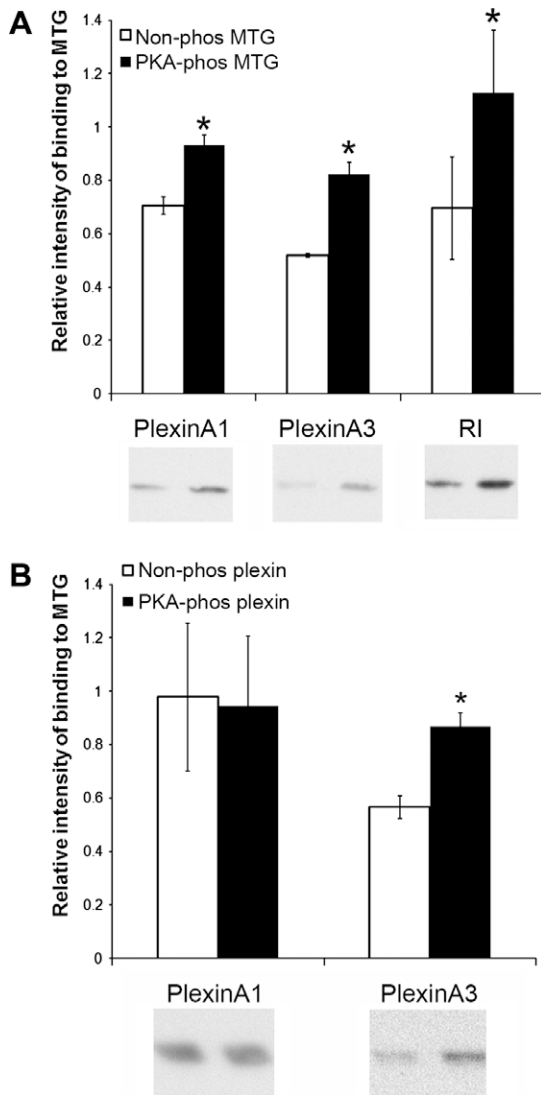 A
Relative intensity of binding to MTG
1.4
1.2
1
0.8
0.6
0.4
0.2
0
Non-phos MTG
PKA-phos MTG
*
*
*
PlexinA1 PlexinA3 RI
B
Relative intensity of binding to MTG
1.4
1.2
1
0.8
0.6
0.4
0.2
0
Non-phos plexin
PKA-phos plexin
*
PlexinA1 PlexinA3